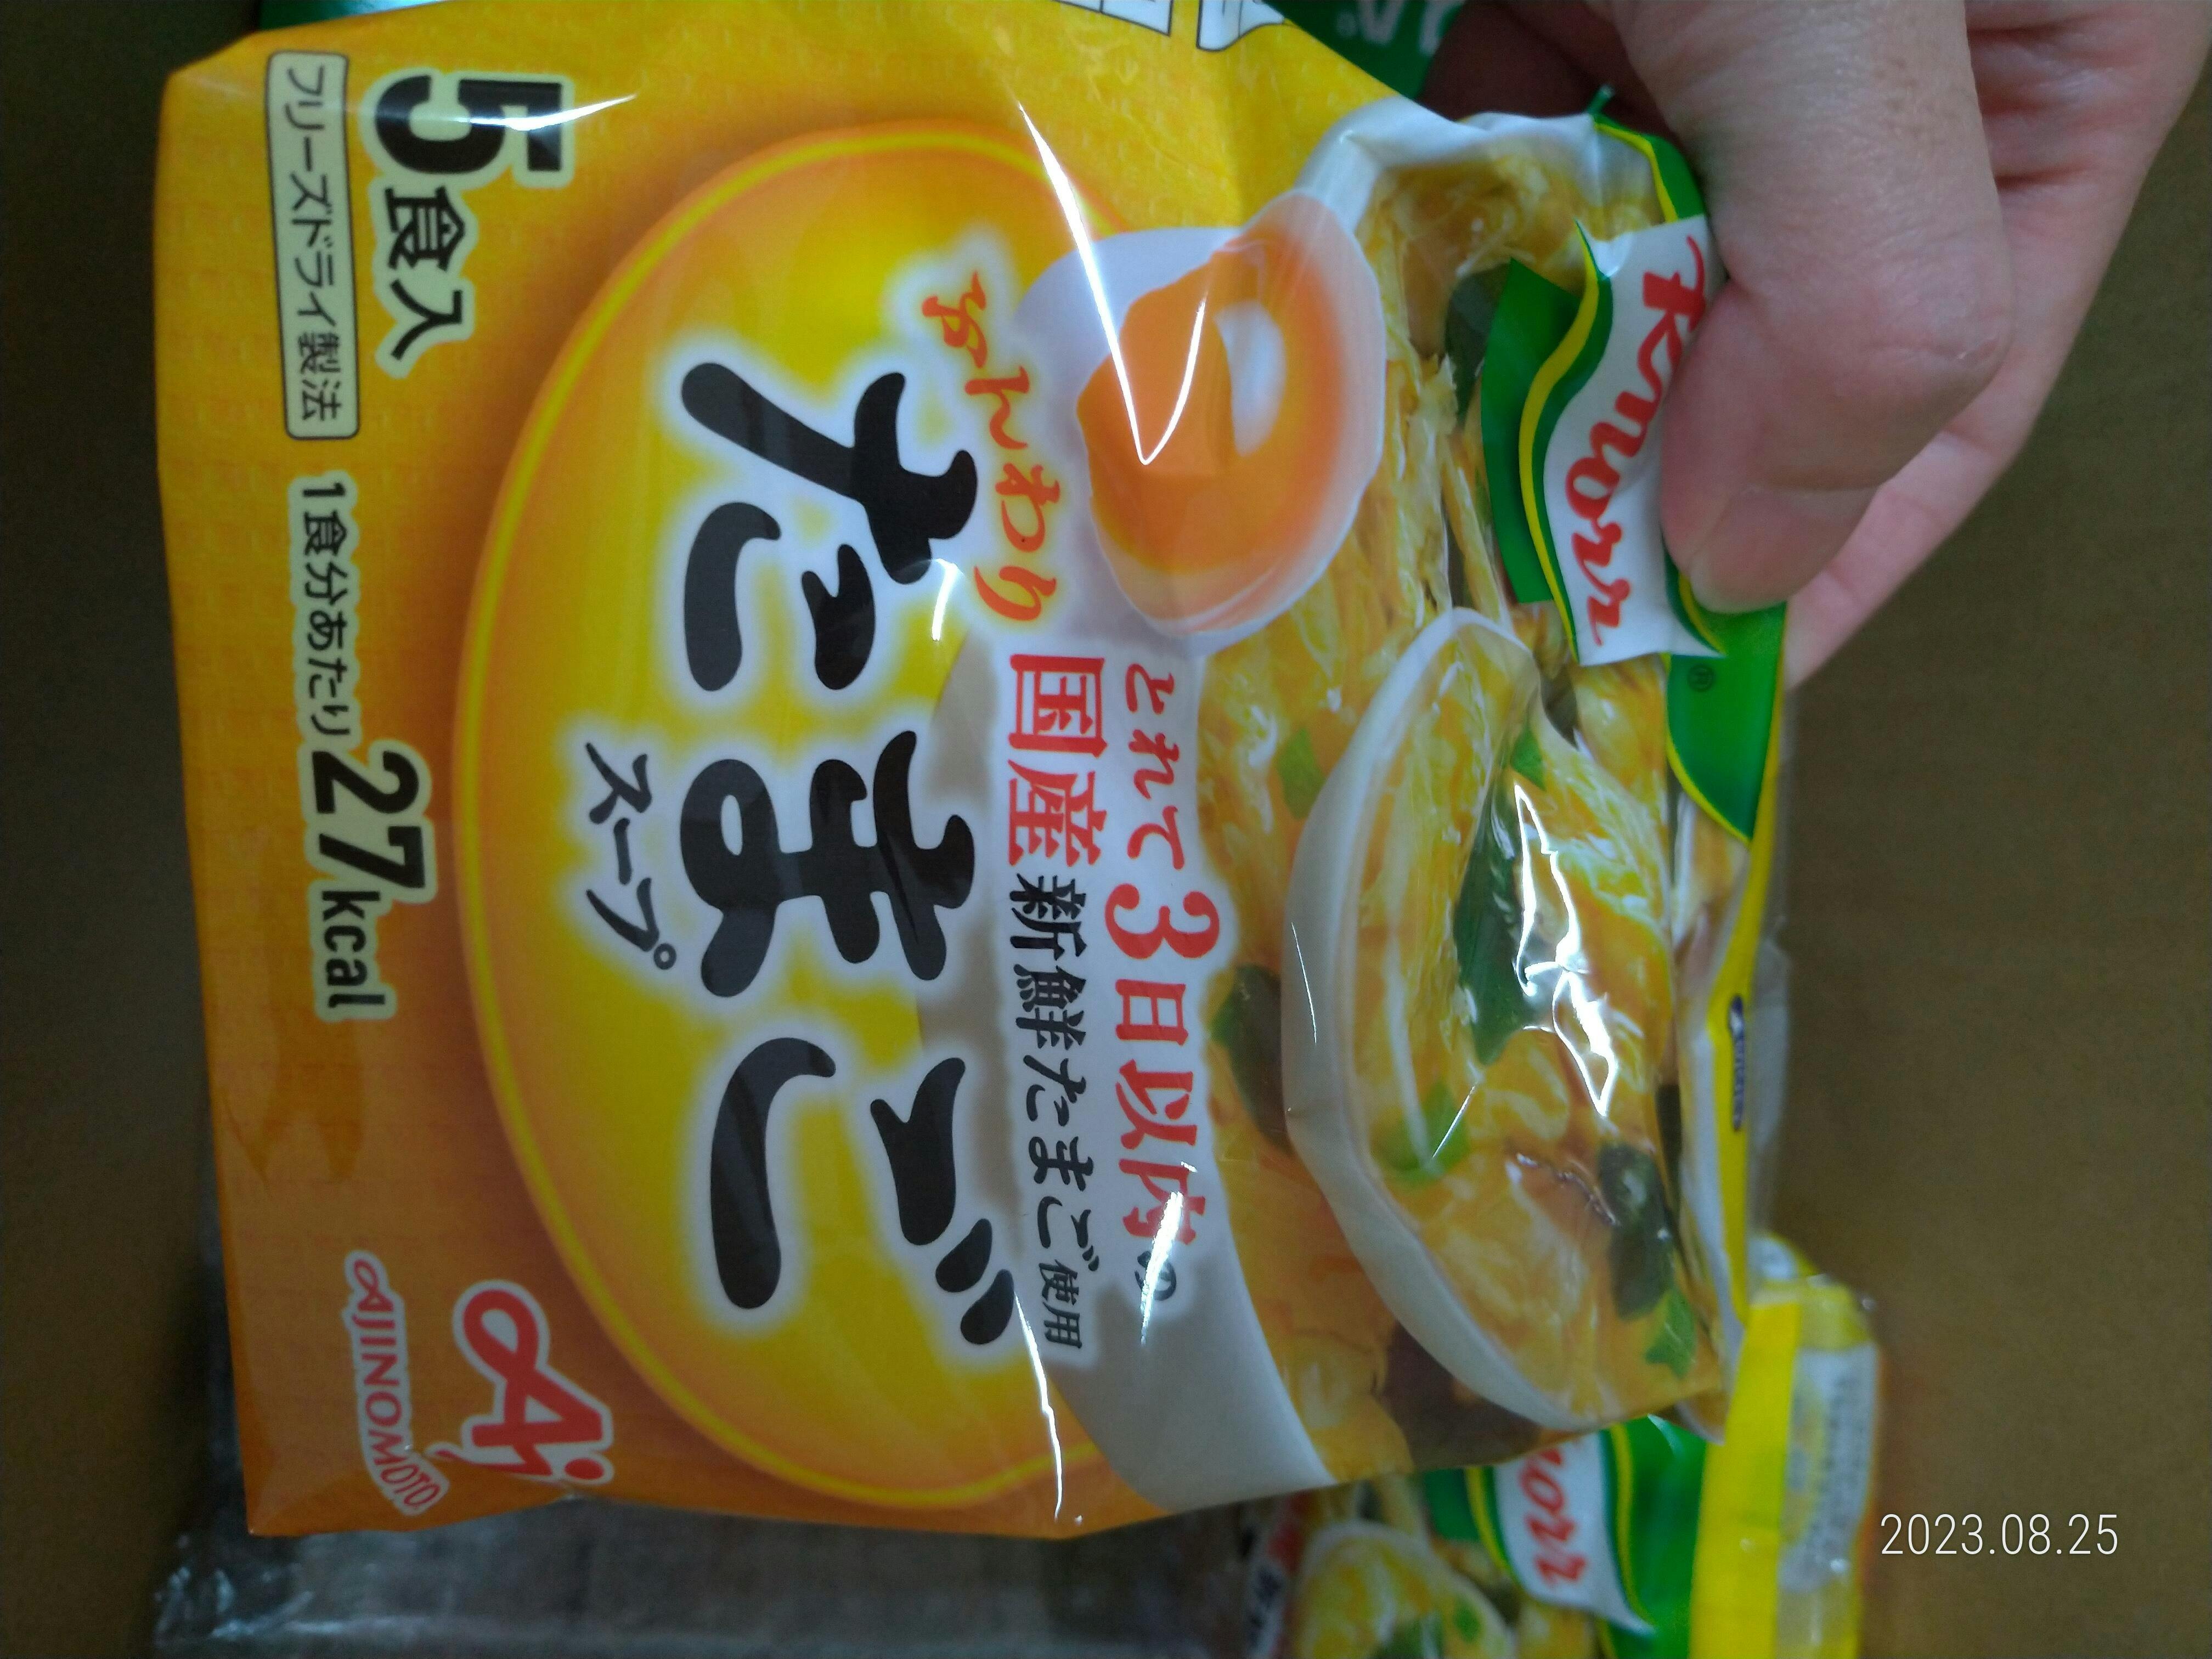 Knorr
®
とれて3日以内の
国産新鮮たまご使用
ふんわり
たまご
スープ
5食入
フリーズドライ製法
1食分あたり27kcal
Aj
AJINOMOTO
orr
2023.08.25